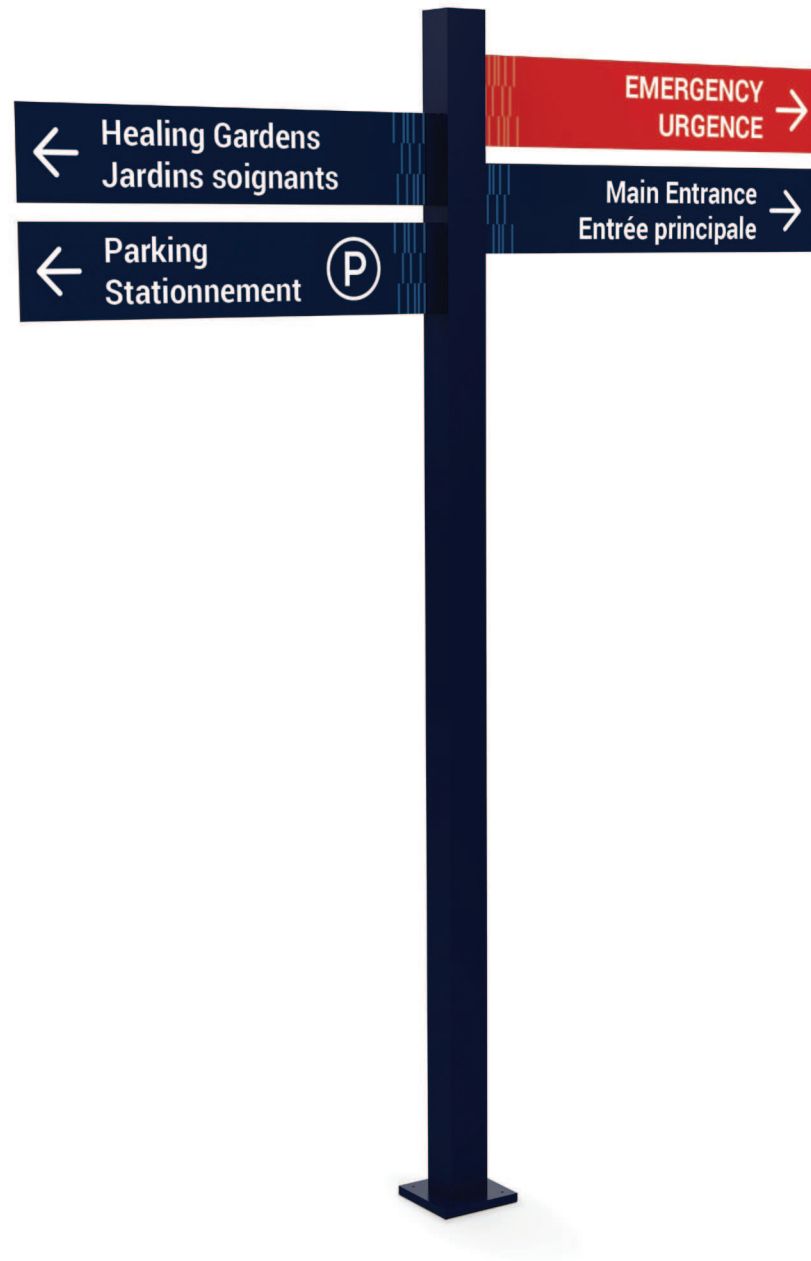 Healing Gardens
Jardins soignants
Parking
Stationnement P
EMERGENCY
URGENCE
Main Entrance
Entrée principale